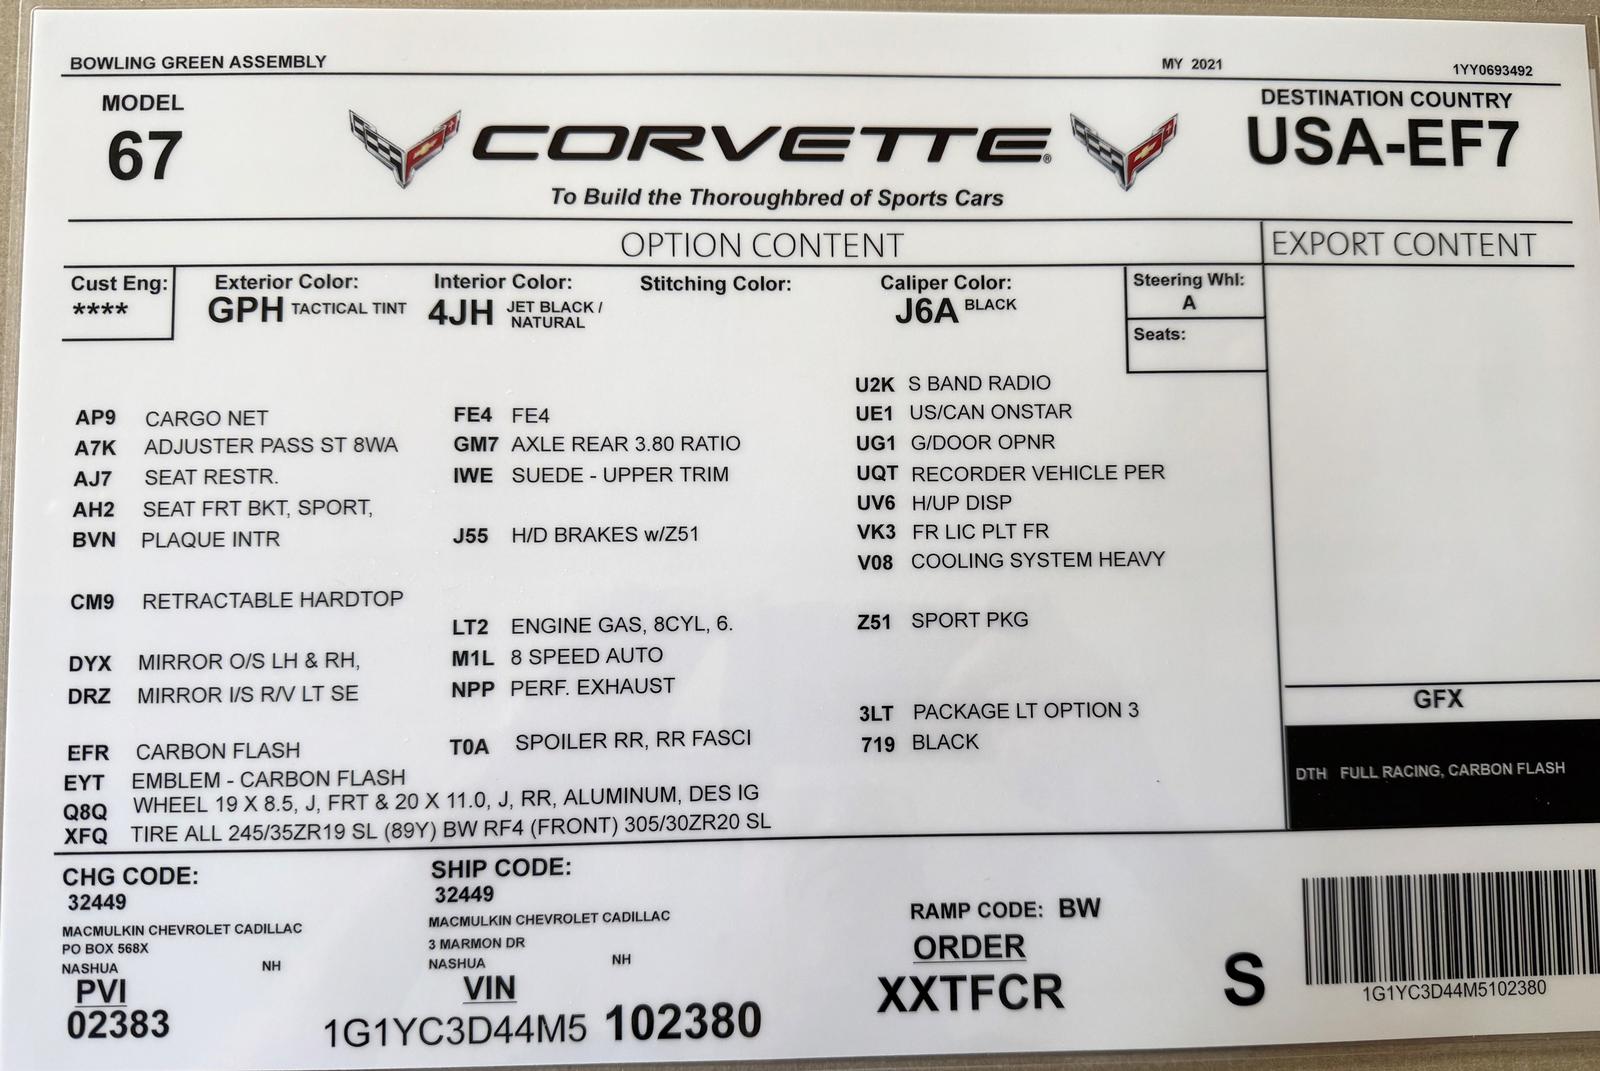 BOWLING GREEN ASSEMBLY MY 2021 1YY0693492
MODEL
67
CORVETTE®
To Build the Thoroughbred of Sports Cars
DESTINATION COUNTRY
USA-EF7
OPTION CONTENT
EXPORT CONTENT
Cust Eng:
****
Exterior Color:
GPH TACTICAL TINT
Interior Color:
4JH JET BLACK /
NATURAL
Stitching Color:
Caliper Color:
J6A BLACK
Steering Whl:
A
Seats:
AP9 CARGO NET
A7K ADJUSTER PASS ST 8WA
AJ7 SEAT RESTR.
AH2 SEAT FRT BKT, SPORT,
BVN PLAQUE INTR
CM9 RETRACTABLE HARDTOP
DYX MIRROR O/S LH & RH,
DRZ MIRROR I/S R/V LT SE
EFR CARBON FLASH
EYT EMBLEM - CARBON FLASH
Q8Q WHEEL 19 X 8.5, J, FRT & 20 X 11.0, J, RR, ALUMINUM, DES IG
XFQ TIRE ALL 245/35ZR19 SL (89Y) BW RF4 (FRONT) 305/30ZR20 SL
FE4 FE4
GM7 AXLE REAR 3.80 RATIO
IWE SUEDE - UPPER TRIM
J55 H/D BRAKES w/Z51
LT2 ENGINE GAS, 8CYL, 6.
M1L 8 SPEED AUTO
NPP PERF. EXHAUST
T0A SPOILER RR, RR FASCI
U2K S BAND RADIO
UE1 US/CAN ONSTAR
UG1 G/DOOR OPNR
UQT RECORDER VEHICLE PER
UV6 H/UP DISP
VK3 FR LIC PLT FR
V08 COOLING SYSTEM HEAVY
Z51 SPORT PKG
3LT PACKAGE LT OPTION 3
719 BLACK
GFX
DTH FULL RACING, CARBON FLASH
CHG CODE:
32449
MACMULKIN CHEVROLET CADILLAC
PO BOX 568X
NASHUA NH
PVI
02383
SHIP CODE:
32449
MACMULKIN CHEVROLET CADILLAC
3 MARMON DR
NASHUA NH
VIN
1G1YC3D44M5 102380
RAMP CODE: BW
ORDER
XXTFCR
S
1G1YC3D44M5102380